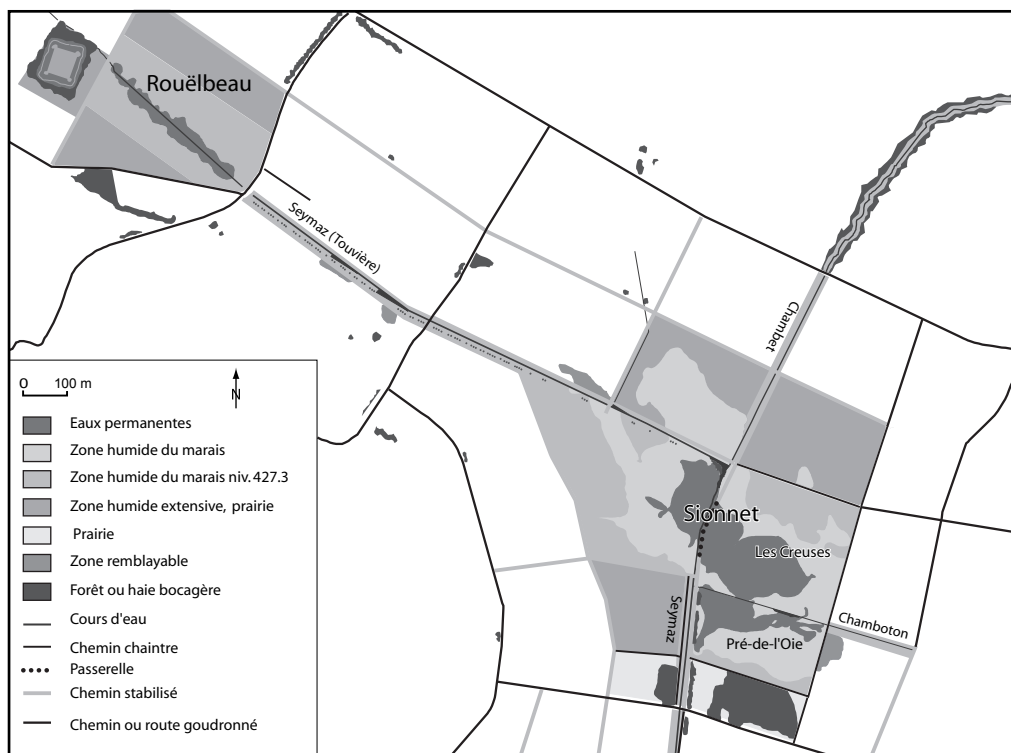 Rouëlbeau
Seymaz (Touvière)
Chambet
Sionnet
Les Creuses
Seymaz
Chamboton
Pré-de-l'Oie
0 100 m
N
Eaux permanentes
Zone humide du marais
Zone humide du marais niv. 427.3
Zone humide extensive, prairie
Prairie
Zone remblayable
Forêt ou haie bocagère
Cours d'eau
Chemin chaintre
Passerelle
Chemin stabilisé
Chemin ou route goudronné